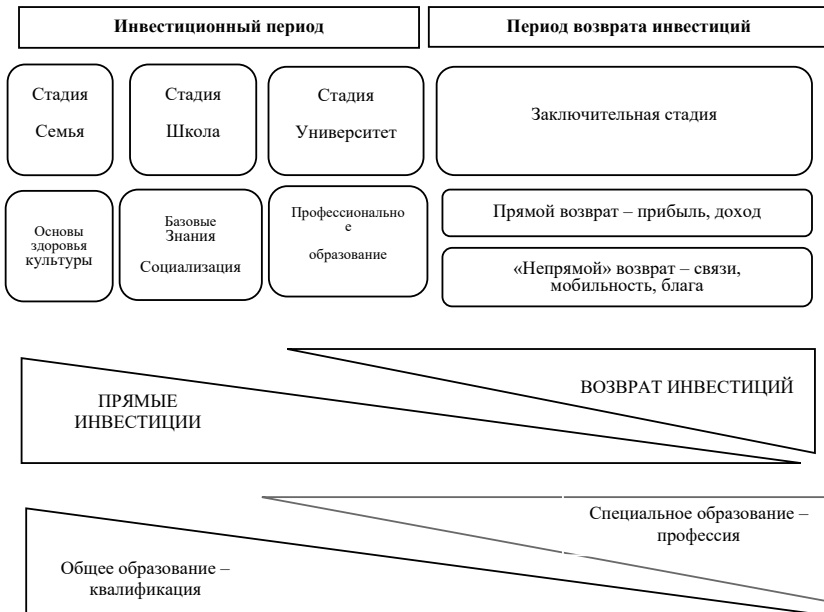 Инвестиционный период
Период возврата инвестиций
Стадия
Семья
Стадия
Школа
Стадия
Университет
Заключительная стадия
Основы
здоровья
культуры
Базовые
Знания
Социализация
Профессионально
е
образование
Прямой возврат – прибыль, доход
«Непрямой» возврат – связи,
мобильность, блага
ПРЯМЫЕ
ИНВЕСТИЦИИ
ВОЗВРАТ ИНВЕСТИЦИЙ
Специальное образование –
профессия
Общее образование –
квалификация